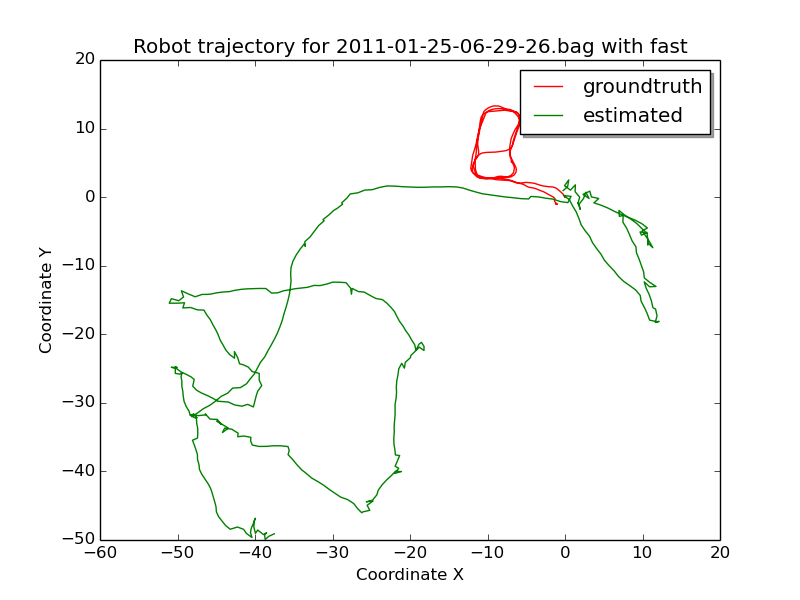 Robot trajectory for 2011-01-25-06-29-26.bag with fast
groundtruth
estimated
20
10
0
−10
−20
−30
−40
−50
Coordinate Y
−60 −50 −40 −30 −20 −10 0 10 20
Coordinate X